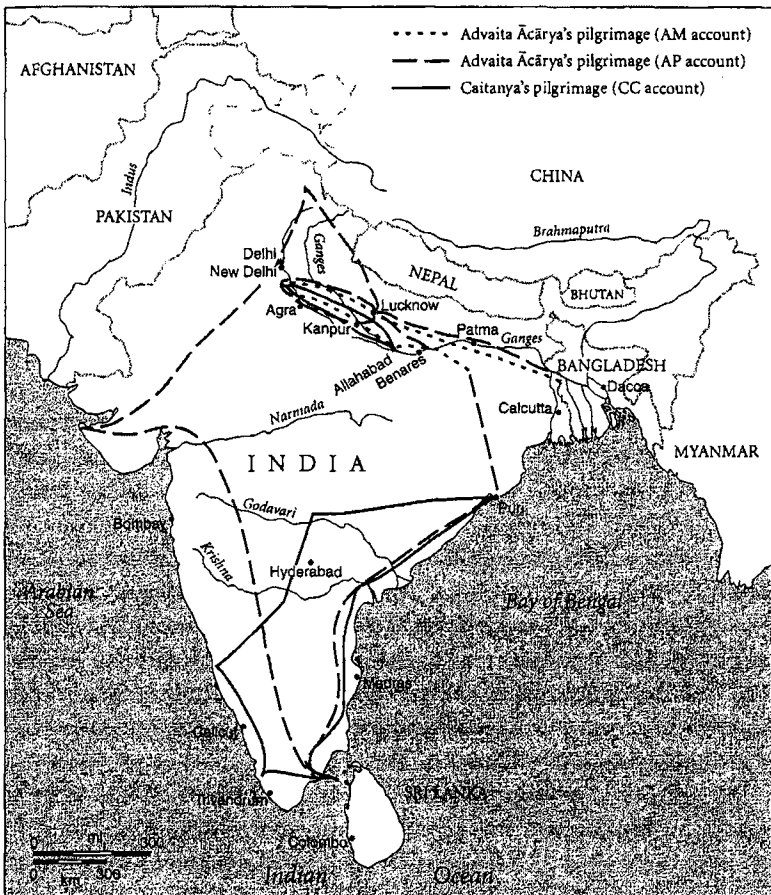 Advaita Ācārya's pilgrimage (AM account)
Advaita Ācārya's pilgrimage (AP account)
Caitanya's pilgrimage (CC account)
AFGHANISTAN
CHINA
Indus
PAKISTAN
Brahmaputra
Delhi
New Delhi
Ganges
NEPAL
BHUTAN
Agra
Lucknow
Kanpur
Patma
Ganges
Allahabad
Benares
BANGLADESH
Dacca
Calcutta
Narmada
MYANMAR
INDIA
Godavari
Puri
Bombay
Krishna
Hyderabad
Arabian
Sea
Bay of Bengal
Madras
Calicut
Trivandrum
SRI LANKA
Colombo
0 mi 300
0 km 300
Indian Ocean